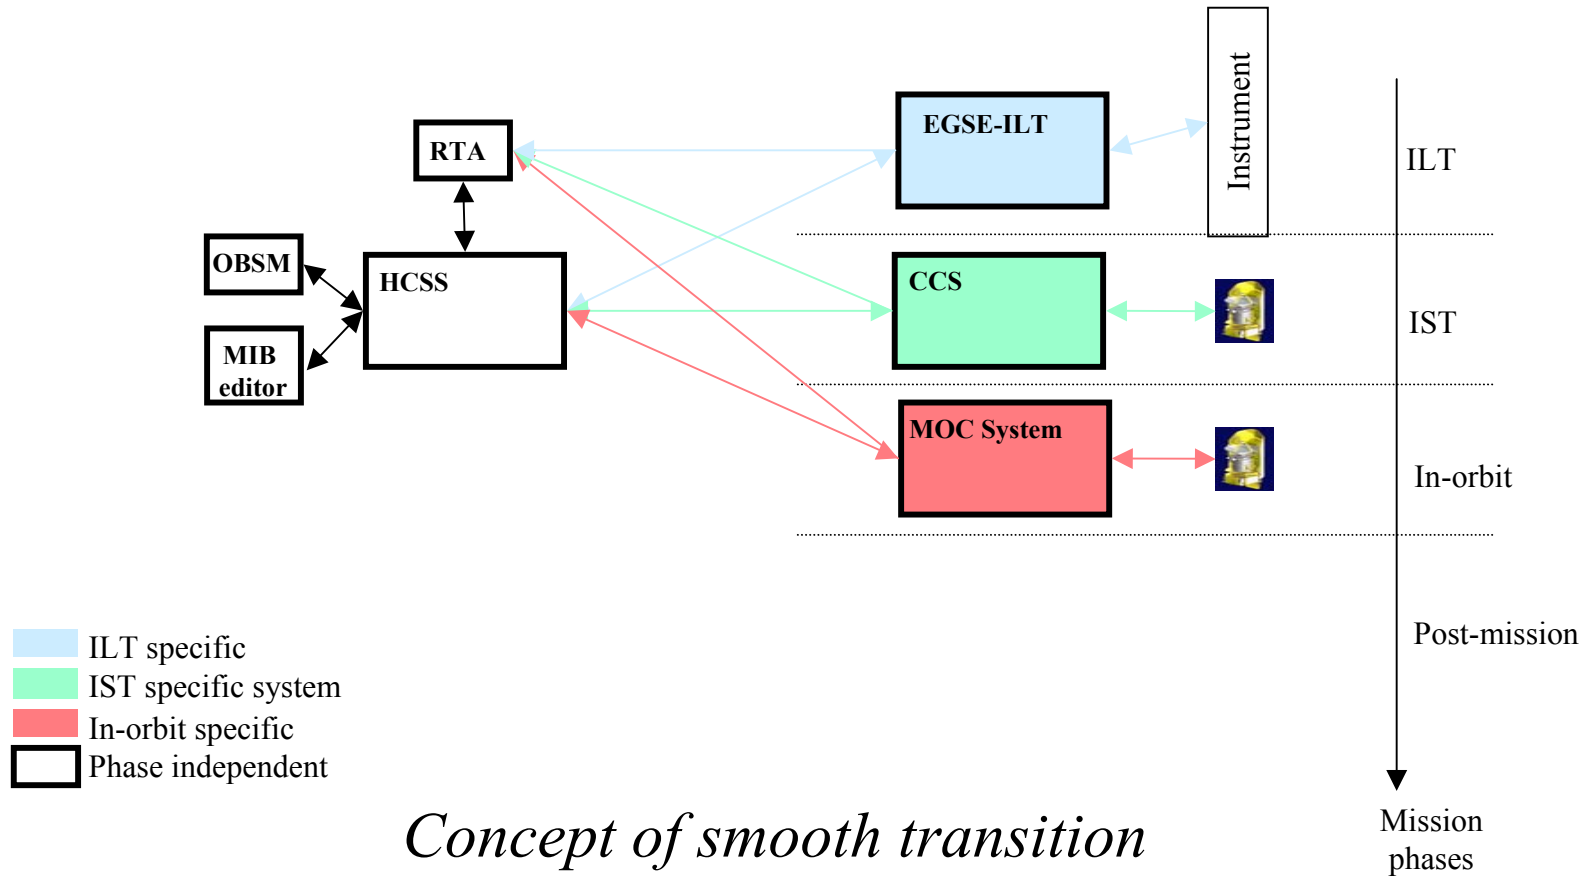 Instrument
EGSE-ILT
RTA
ILT
OBSM
HCSS
CCS
IST
MIB
editor
MOC System
In-orbit
Post-mission
ILT specific
IST specific system
In-orbit specific
Phase independent
Concept of smooth transition
Mission
phases